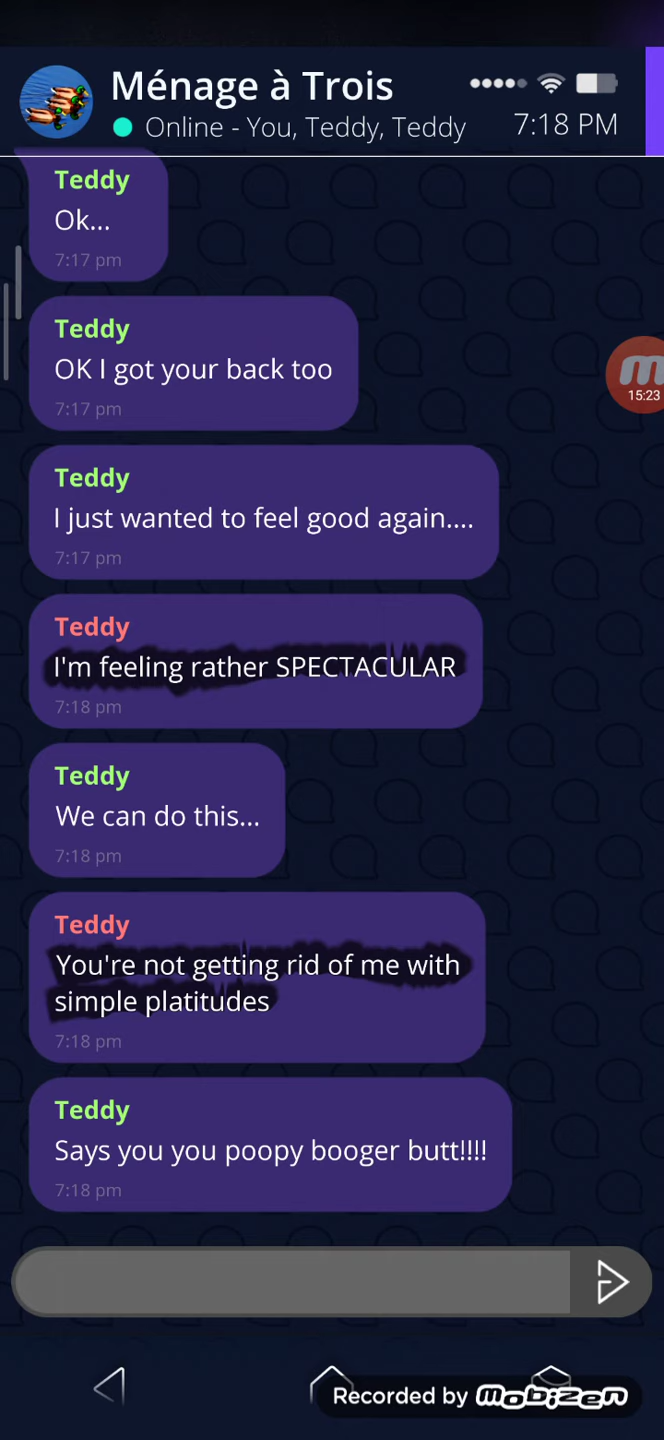 Ménage à Trois
Online - You, Teddy, Teddy
7:18 PM
Teddy
Ok...
7:17 pm
Teddy
OK I got your back too
7:17 pm
15:23
Teddy
I just wanted to feel good again....
7:17 pm
Teddy
I'm feeling rather SPECTACULAR
7:18 pm
Teddy
We can do this...
7:18 pm
Teddy
You're not getting rid of me with
simple platitudes
7:18 pm
Teddy
Says you you poopy booger butt!!!!
7:18 pm
Recorded by mobizen